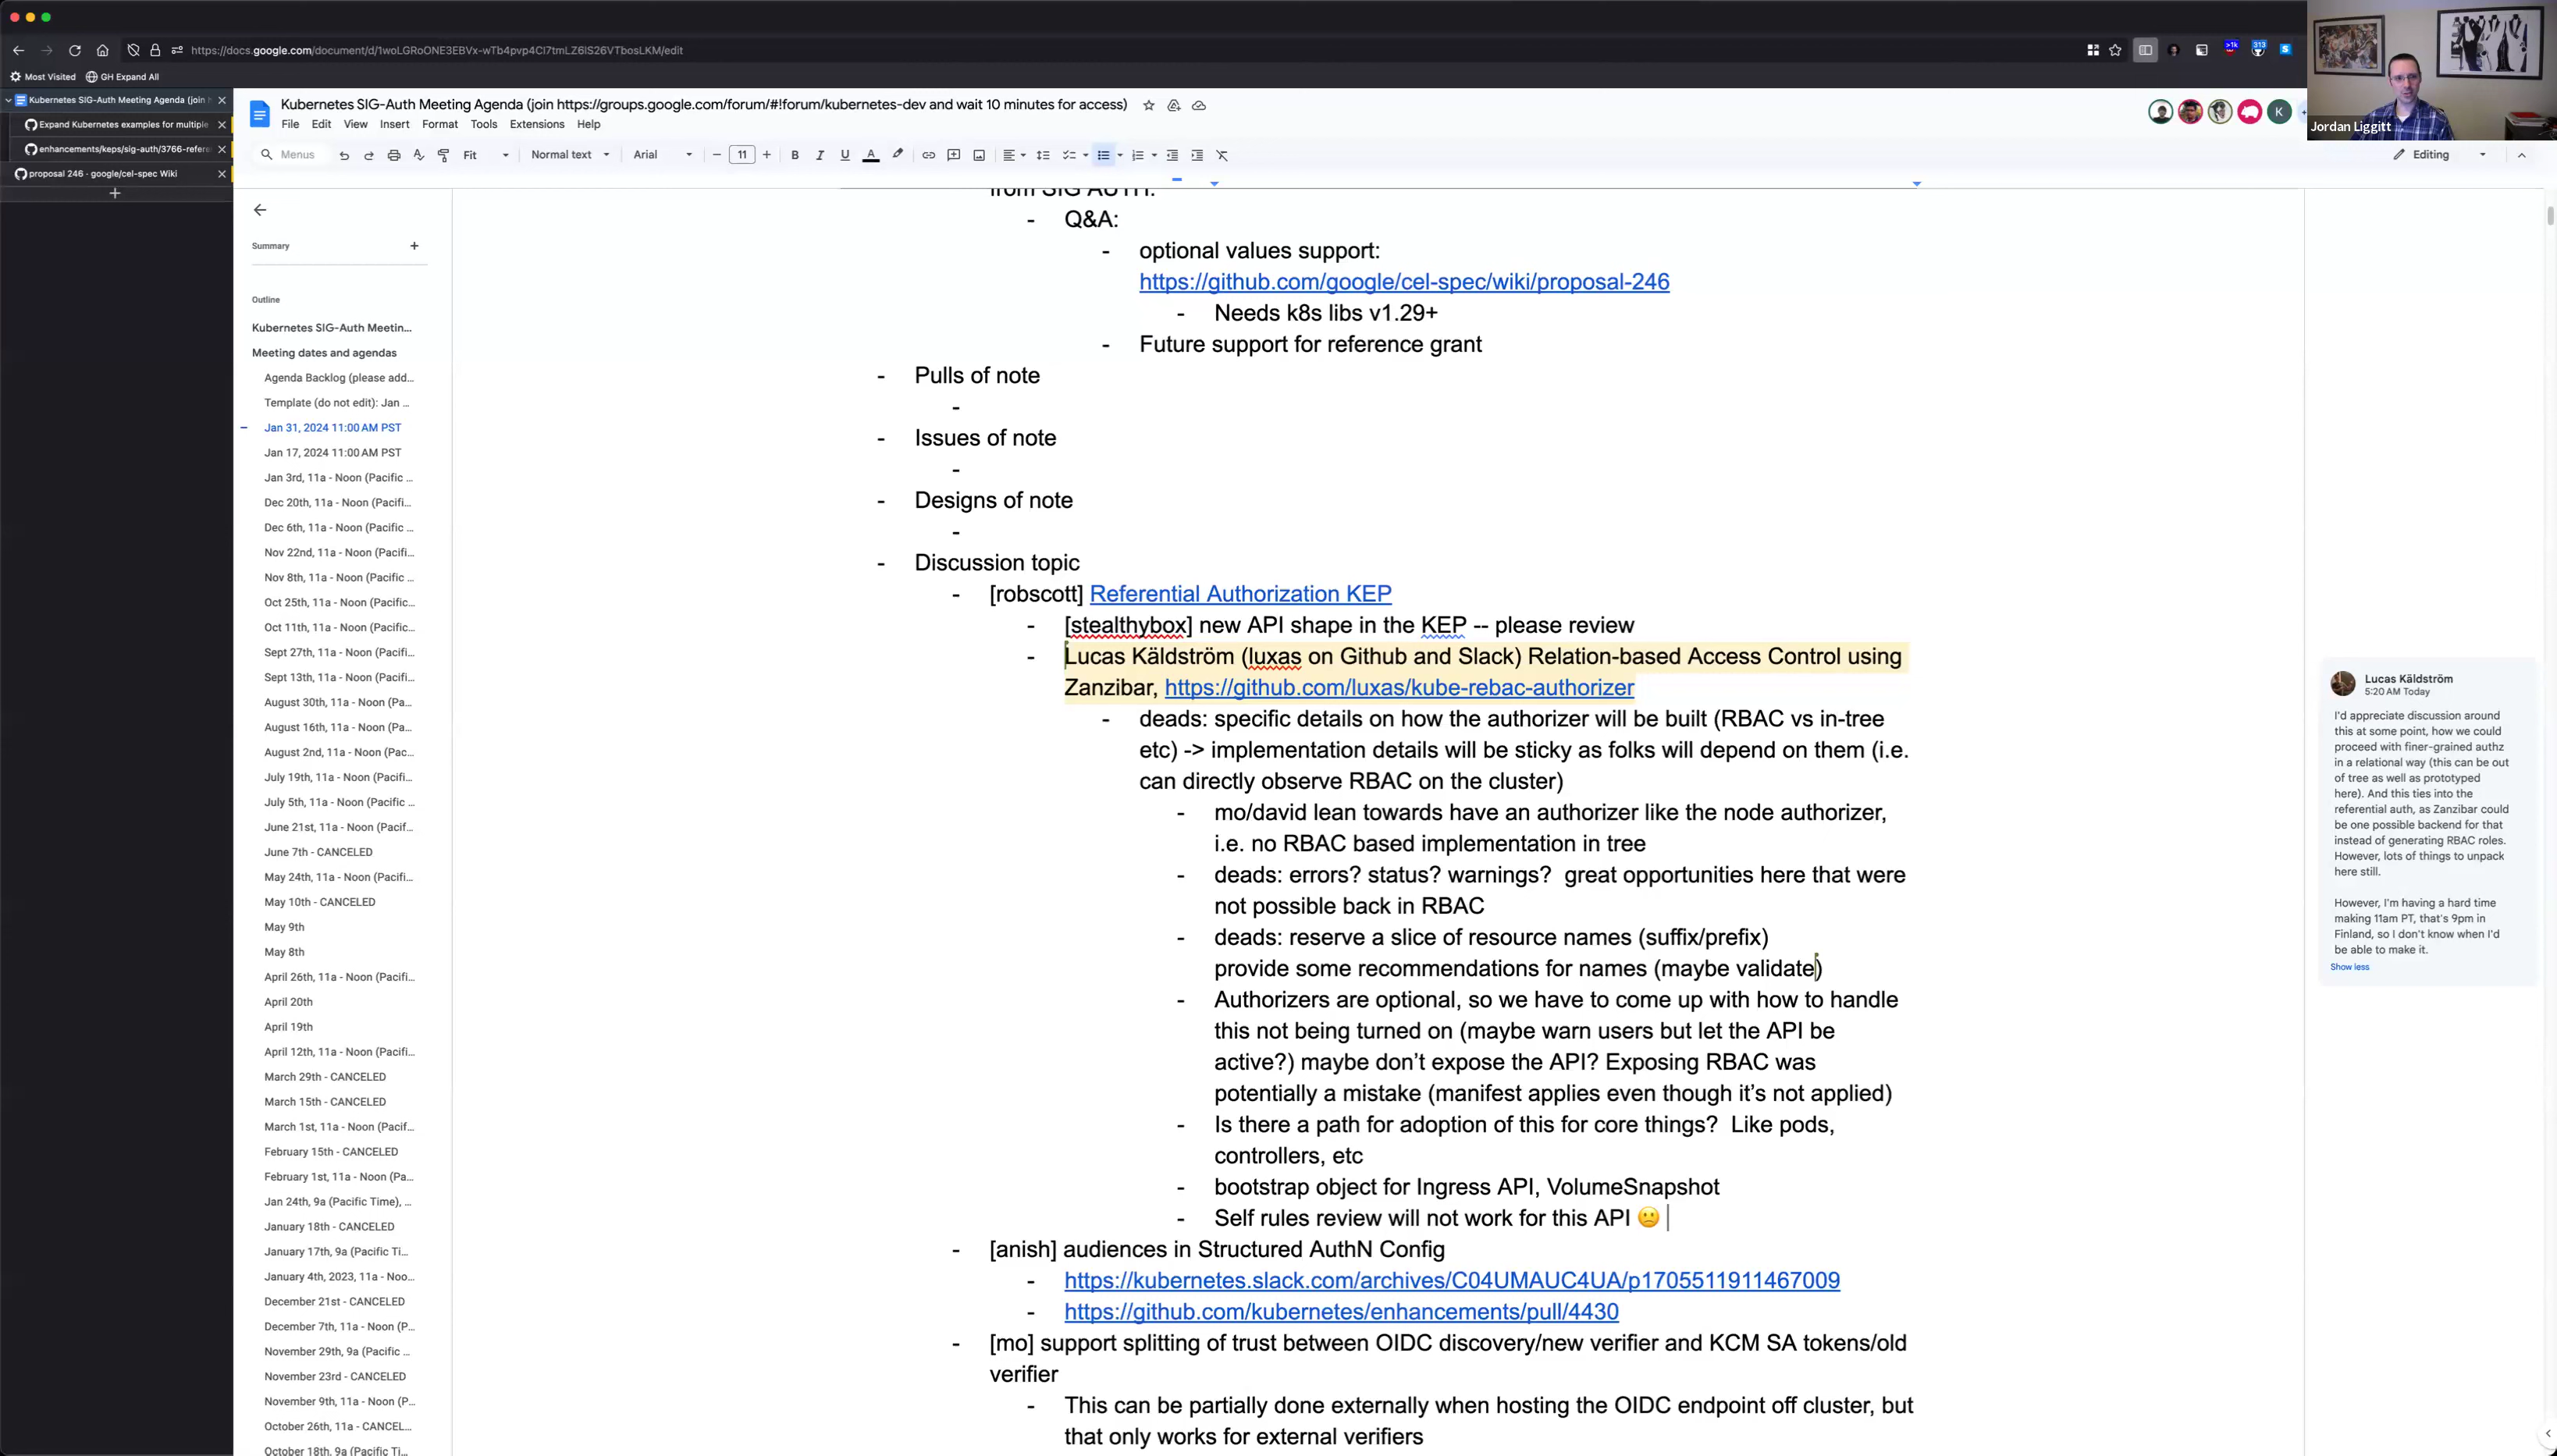 https://docs.google.com/document/d/1woLGRoONE3EBVx-wTb4pvp4Cl7tmLZ6lS26VTbosLKM/edit
>1k
313
Most Visited
GH Expand All
Jordan Liggitt
Kubernetes SIG-Auth Meeting Agenda (join h
Expand Kubernetes examples for multiple
enhancements/keps/sig-auth/3766-refere
proposal 246 - google/cel-spec Wiki
Kubernetes SIG-Auth Meeting Agenda (join https://groups.google.com/forum/#!forum/kubernetes-dev and wait 10 minutes for access)
File Edit View Insert Format Tools Extensions Help
K
Menus Fit Normal text Arial 11 Editing
Summary
Outline
Kubernetes SIG-Auth Meetin...
Meeting dates and agendas
Agenda Backlog (please add...
Template (do not edit): Jan ...
Jan 31, 2024 11:00 AM PST
Jan 17, 2024 11:00 AM PST
Jan 3rd, 11a - Noon (Pacific ...
Dec 20th, 11a - Noon (Pacifi...
Dec 6th, 11a - Noon (Pacific ...
Nov 22nd, 11a - Noon (Pacifi...
Nov 8th, 11a - Noon (Pacific ...
Oct 25th, 11a - Noon (Pacific...
Oct 11th, 11a - Noon (Pacific...
Sept 27th, 11a - Noon (Pacif...
Sept 13th, 11a - Noon (Pacif...
August 30th, 11a - Noon (Pa...
August 16th, 11a - Noon (Pa...
August 2nd, 11a - Noon (Pac...
July 19th, 11a - Noon (Pacifi...
July 5th, 11a - Noon (Pacific ...
June 21st, 11a - Noon (Pacif...
June 7th - CANCELED
May 24th, 11a - Noon (Pacifi...
May 10th - CANCELED
May 9th
May 8th
April 26th, 11a - Noon (Pacifi...
April 20th
April 19th
April 12th, 11a - Noon (Pacifi...
March 29th - CANCELED
March 15th - CANCELED
March 1st, 11a - Noon (Pacif...
February 15th - CANCELLED
February 1st, 11a - Noon (Pa...
Jan 24th, 9a (Pacific Time), ...
January 18th - CANCELED
January 17th, 9a (Pacific Ti...
January 4th, 2023, 11a - Noo...
December 21st - CANCELED
December 7th, 11a - Noon (P...
November 29th, 9a (Pacific ...
November 23rd - CANCELED
November 9th, 11a - Noon (P...
October 26th, 11a - CANCEL...
October 18th, 9a (Pacific Ti...
from SIG AUTH:
- Q&A:
- optional values support:
https://github.com/google/cel-spec/wiki/proposal-246
- Needs k8s libs v1.29+
- Future support for reference grant
- Pulls of note
-
- Issues of note
-
- Designs of note
-
- Discussion topic
- [robscott] Referential Authorization KEP
- [stealthybox] new API shape in the KEP -- please review
- Lucas Käldström (luxas on Github and Slack) Relation-based Access Control using
Zanzibar, https://github.com/luxas/kube-rebac-authorizer
- deads: specific details on how the authorizer will be built (RBAC vs in-tree
etc) -> implementation details will be sticky as folks will depend on them (i.e.
can directly observe RBAC on the cluster)
- mo/david lean towards have an authorizer like the node authorizer,
i.e. no RBAC based implementation in tree
- deads: errors? status? warnings?  great opportunities here that were
not possible back in RBAC
- deads: reserve a slice of resource names (suffix/prefix)
provide some recommendations for names (maybe validate)
- Authorizers are optional, so we have to come up with how to handle
this not being turned on (maybe warn users but let the API be
active?) maybe don’t expose the API? Exposing RBAC was
potentially a mistake (manifest applies even though it’s not applied)
- Is there a path for adoption of this for core things?  Like pods,
controllers, etc
- bootstrap object for Ingress API, VolumeSnapshot
- Self rules review will not work for this API 🙁
- [anish] audiences in Structured AuthN Config
- https://kubernetes.slack.com/archives/C04UMAUC4UA/p1705511911467009
- https://github.com/kubernetes/enhancements/pull/4430
- [mo] support splitting of trust between OIDC discovery/new verifier and KCM SA tokens/old
verifier
- This can be partially done externally when hosting the OIDC endpoint off cluster, but
that only works for external verifiers
Lucas Käldström
5:20 AM Today
I'd appreciate discussion around
this at some point, how we could
proceed with finer-grained authz
in a relational way (this can be out
of tree as well as prototyped
here). And this ties into the
referential auth, as Zanzibar could
be one possible backend for that
instead of generating RBAC roles.
However, lots of things to unpack
here still.
However, I'm having a hard time
making 11am PT, that's 9pm in
Finland, so I don't know when I'd
be able to make it.
Show less